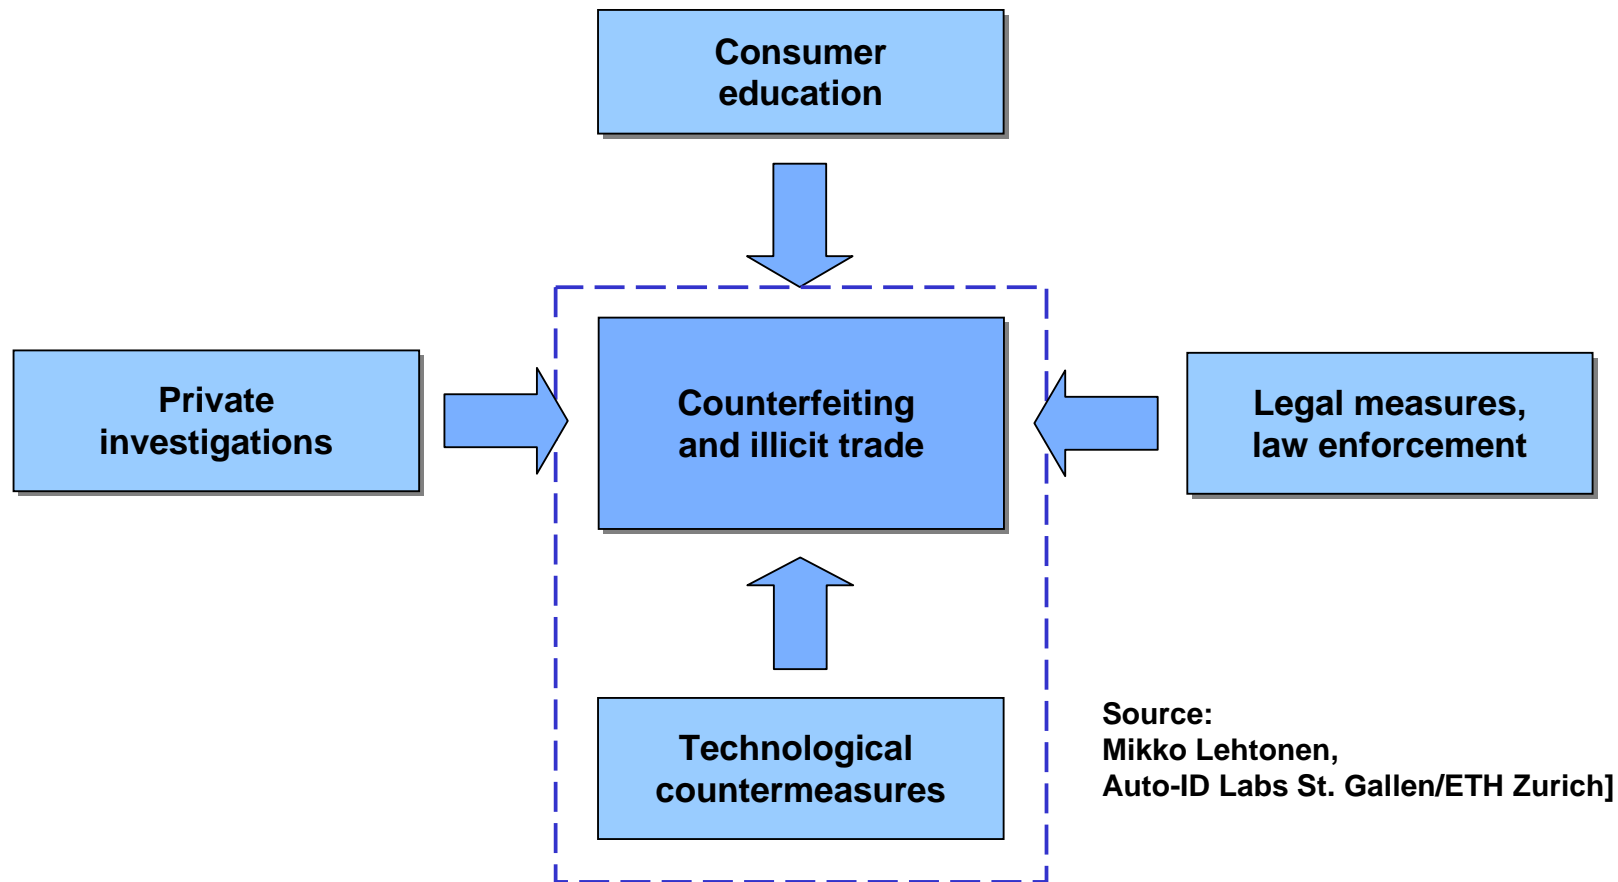 Consumer
education
Private
investigations
Counterfeiting
and illicit trade
Legal measures,
law enforcement
Technological
countermeasures
Source:
Mikko Lehtonen,
Auto-ID Labs St. Gallen/ETH Zurich]